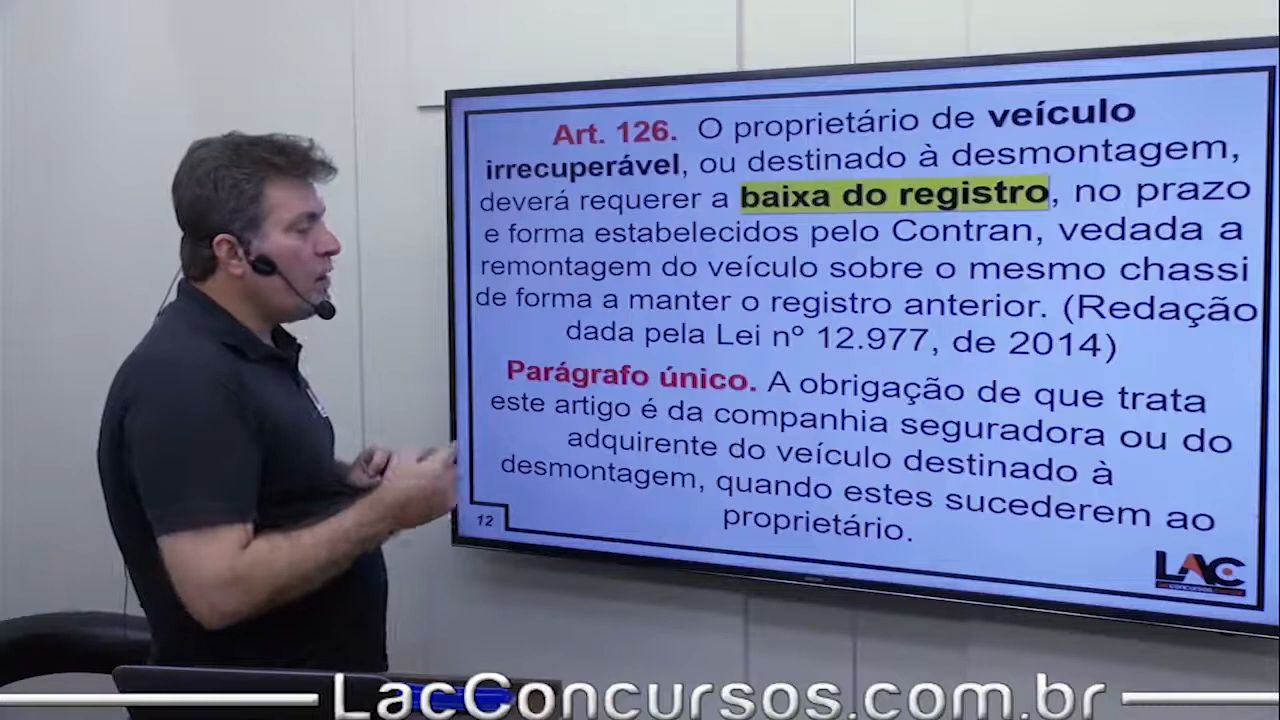 Art. 126. O proprietário de veículo
irrecuperável, ou destinado à desmontagem,
deverá requerer a baixa do registro, no prazo
e forma estabelecidos pelo Contran, vedada a
remontagem do veículo sobre o mesmo chassi
de forma a manter o registro anterior. (Redação
dada pela Lei nº 12.977, de 2014)
Parágrafo único. A obrigação de que trata
este artigo é da companhia seguradora ou do
adquirente do veículo destinado à
desmontagem, quando estes sucederem ao
proprietário.
12
LAC
LacConcursos.com.br